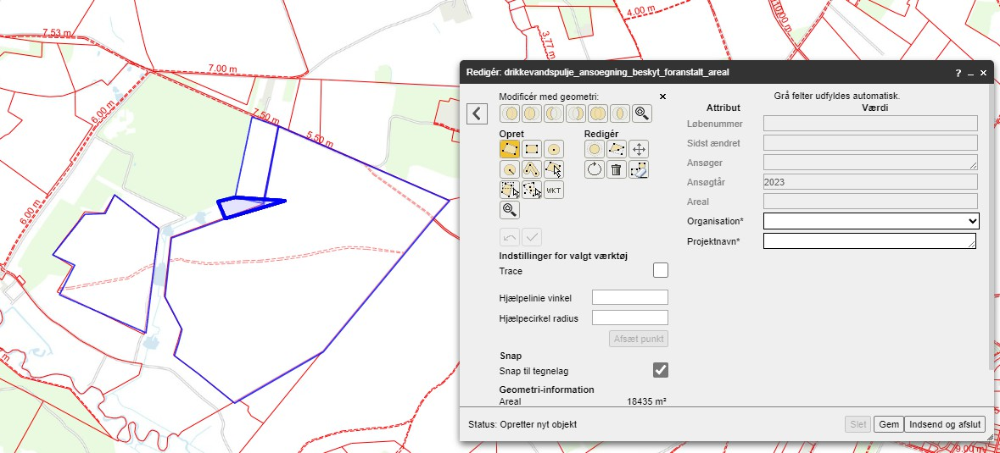 7.53 m
7.00 m
6.00 m
7.50 m
5.50 m
6.00 m
m
3.77 m
4.00 m
10.00 m
9.00 m
Redigér: drikkevandspulje_ansoegning_beskyt_foranstalt_areal
?
Modificér med geometri:
Opret
Redigér
WKT
Indstillinger for valgt værktøj
Trace
Hjælpelinie vinkel
Hjælpecirkel radius
Afsæt punkt
Snap
Snap til tegnelag
Geometri-information
Areal 18435 m²
Grå felter udfyldes automatisk.
Attribut Værdi
Løbenummer
Sidst ændret
Ansøger
Ansøgtår 2023
Areal
Organisation*
Projektnavn*
Status: Opretter nyt objekt
Slet Gem Indsend og afslut